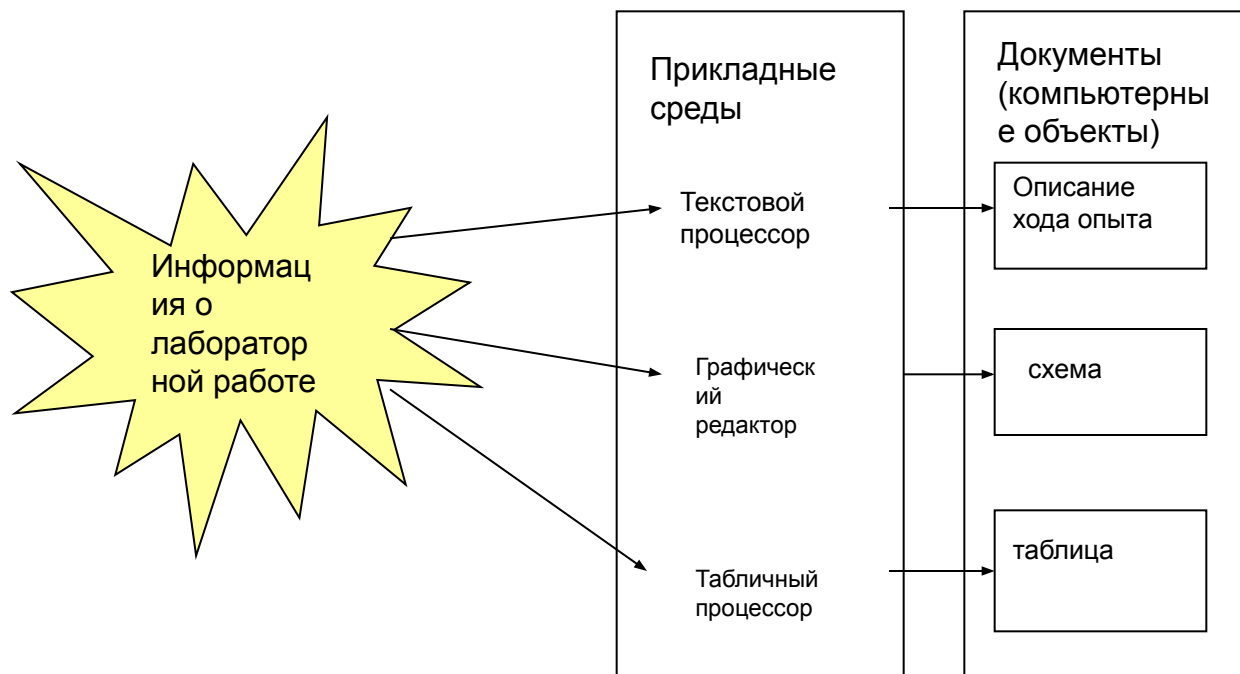 Информац
ия о
лаборатор
ной работе
Прикладные
среды
Текстовой
процессор
Графическ
ий
редактор
Табличный
процессор
Документы
(компьютерны
е объекты)
Описание
хода опыта
схема
таблица